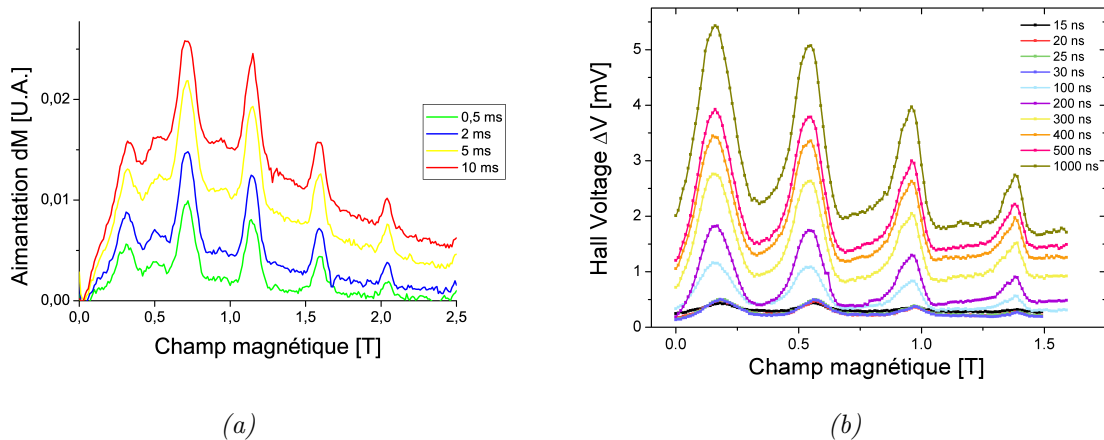 Aimantation dM [U.A.]
0,02
0,01
0,00
0,0 0,5 1,0 1,5 2,0 2,5
Champ magnétique [T]
0,5 ms
2 ms
5 ms
10 ms
(a)
Hall Voltage ΔV [mV]
5
4
3
2
1
0
0.0 0.5 1.0 1.5
Champ magnétique [T]
15 ns
20 ns
25 ns
30 ns
100 ns
200 ns
300 ns
400 ns
500 ns
1000 ns
(b)